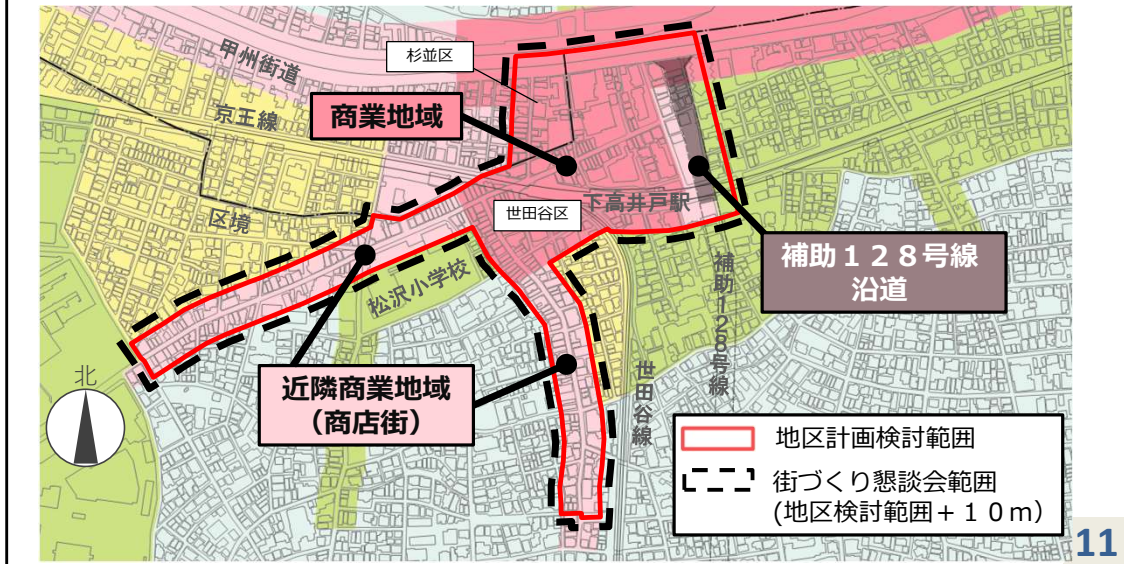 杉並区
甲州街道
商業地域
京王線
下高井戸駅
世田谷区
区境
補助１２８号線
沿道
松沢小学校
補助128号線
北
近隣商業地域
（商店街）
世田谷線
地区計画検討範囲
街づくり懇談会範囲
(地区検討範囲＋１０ｍ）
11